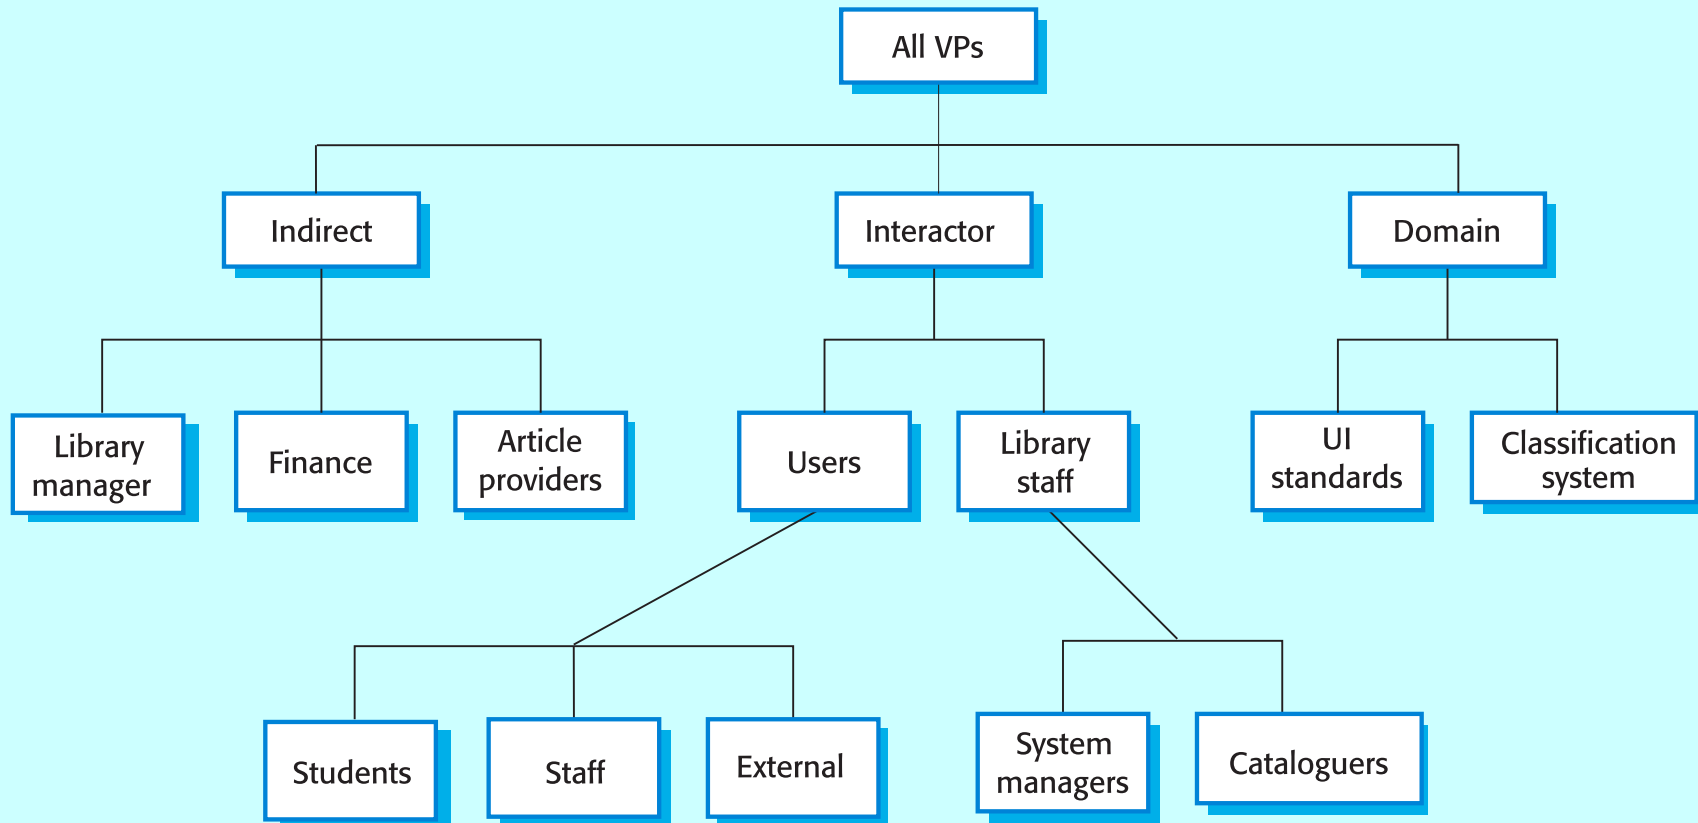 All VPs
Indirect
Interactor
Domain
Library
manager
Finance
Article
providers
Users
Library
staff
UI
standards
Classification
system
Students
Staff
External
System
managers
Cataloguers